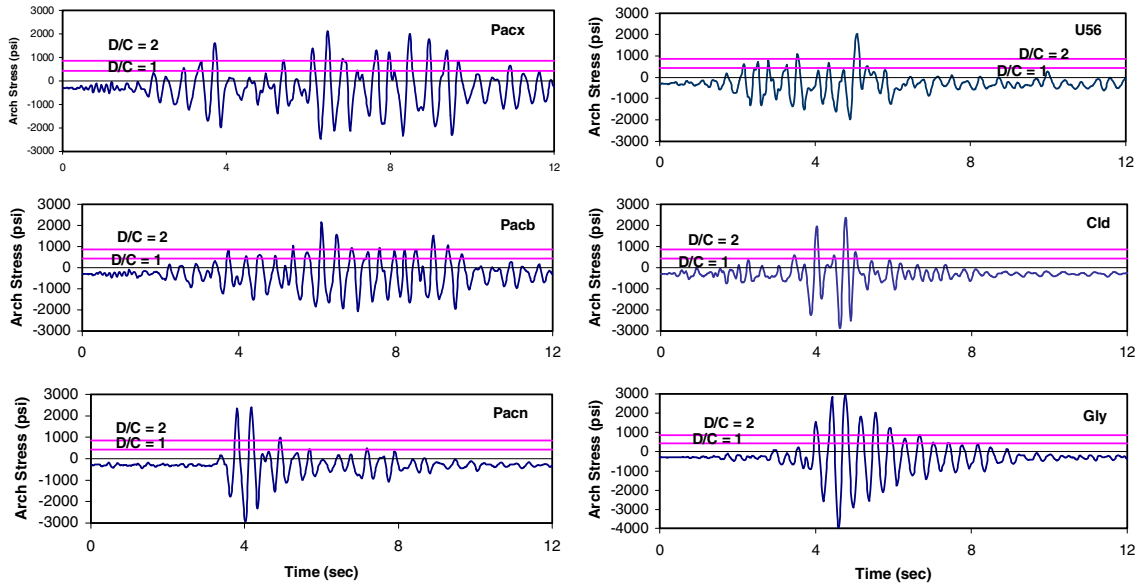 Pacx
D/C = 2
D/C = 1
Arch Stress (psi)
3000
2000
1000
0
-1000
-2000
-3000
0 4 8 12
U56
D/C = 2
D/C = 1
Arch Stress (psi)
3000
2000
1000
0
-1000
-2000
-3000
0 4 8 12
Pacb
D/C = 2
D/C = 1
Arch Stress (psi)
3000
2000
1000
0
-1000
-2000
-3000
0 4 8 12
Cld
D/C = 2
D/C = 1
Arch Stress (psi)
3000
2000
1000
0
-1000
-2000
-3000
0 4 8 12
Pacn
D/C = 2
D/C = 1
Arch Stress (psi)
3000
2000
1000
0
-1000
-2000
-3000
0 4 8 12
Time (sec)
Gly
D/C = 2
D/C = 1
Arch Stress (psi)
3000
2000
1000
0
-1000
-2000
-3000
-4000
0 4 8 12
Time (sec)